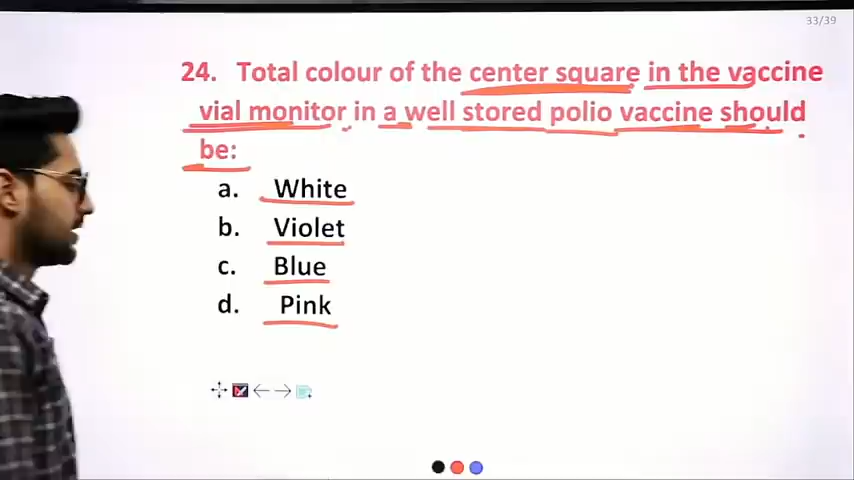 33/39
24. Total colour of the center square in the vaccine
vial monitor in a well stored polio vaccine should
be:
a. White
b. Violet
c. Blue
d. Pink